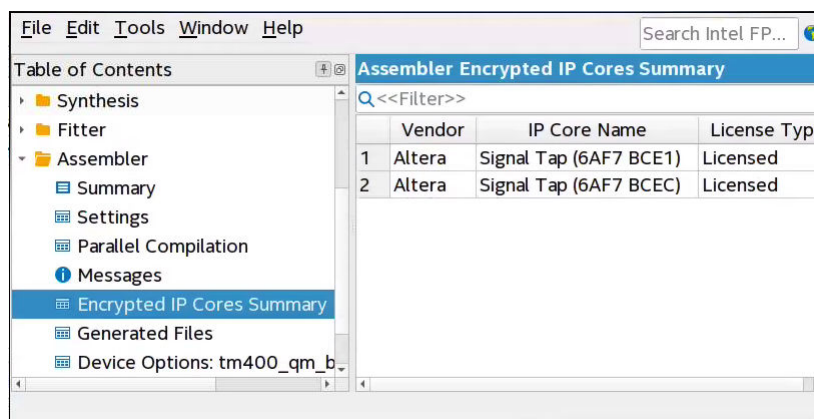 File Edit Tools Window Help
Search Intel FP...
Table of Contents
Synthesis
Fitter
Assembler
Summary
Settings
Parallel Compilation
Messages
Encrypted IP Cores Summary
Generated Files
Device Options: tm400_qm_b
Assembler Encrypted IP Cores Summary
<<Filter>>
Vendor IP Core Name License Typ
1 Altera Signal Tap (6AF7 BCE1) Licensed
2 Altera Signal Tap (6AF7 BCEC) Licensed